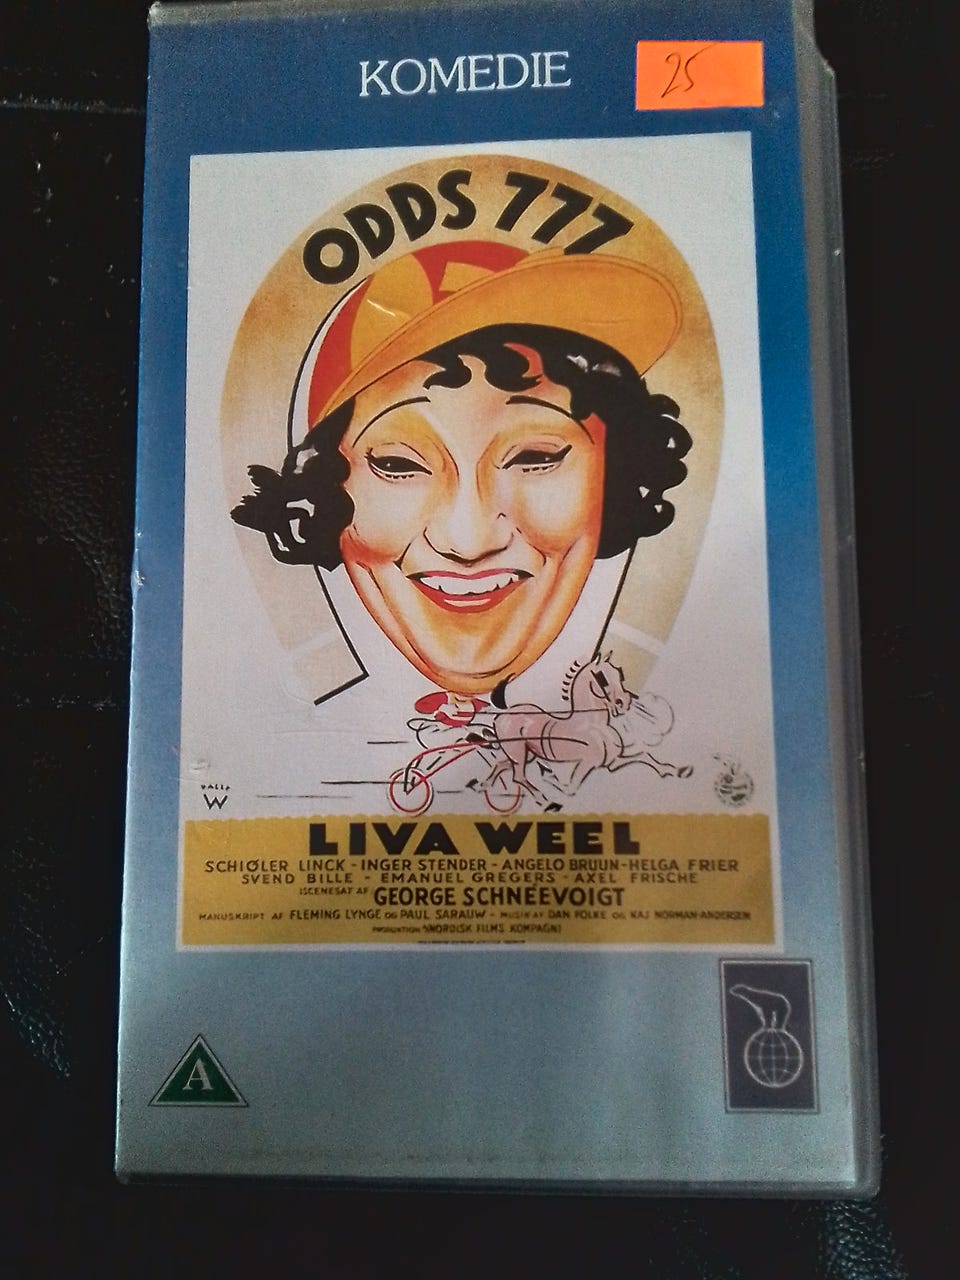 KOMEDIE
25
ODDS 777
VALLY
W
LIVA WEEL
SCHIØLER LINCK - INGER STENDER - ANGELO BRUUN - HELGA FRIER
SVEND BILLE - EMANUEL GREGERS - AXEL FRISCHE
ISCENESAT AF GEORGE SCHNEEVOIGT
MANUSKRIPT AF FLEMING LYNGE OG PAUL SARAUW - MUSIK AF DAN FOLKE OG KAJ NORMAN-ANDERSEN
PRODUKTION: A/S NORDISK FILMS KOMPAGNI
A